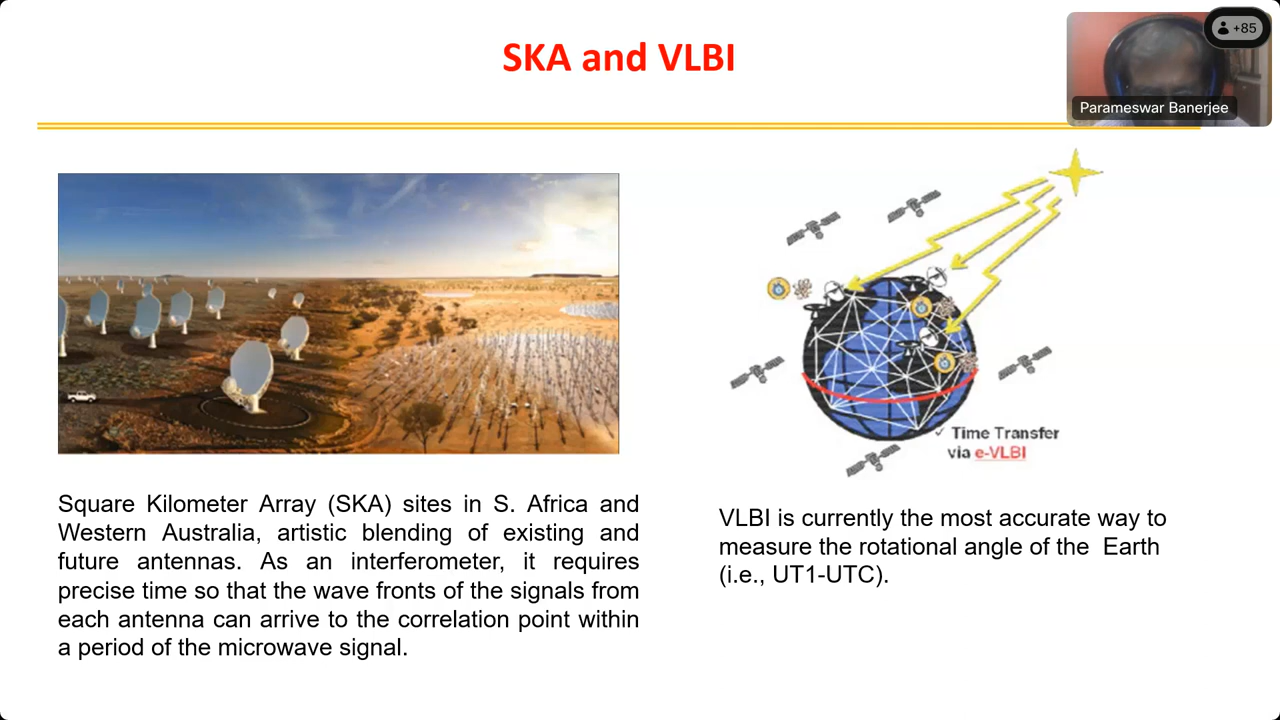 SKA and VLBI
+85
Parameswar Banerjee
✓ Time Transfer
via e-VLBI
Square Kilometer Array (SKA) sites in S. Africa and
Western Australia, artistic blending of existing and
future antennas. As an interferometer, it requires
precise time so that the wave fronts of the signals from
each antenna can arrive to the correlation point within
a period of the microwave signal.
VLBI is currently the most accurate way to
measure the rotational angle of the Earth
(i.e., UT1-UTC).